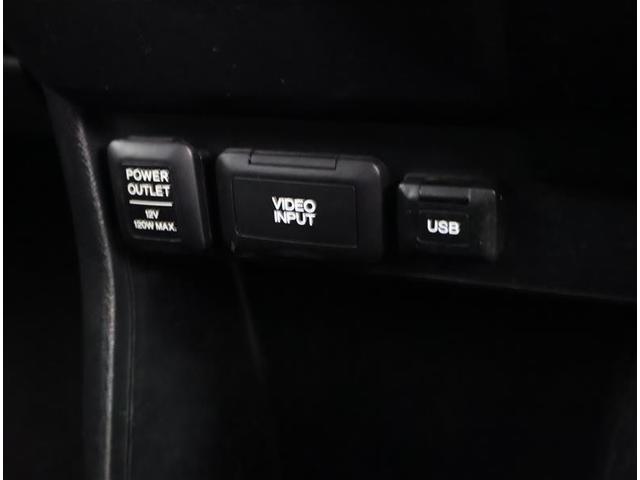 POWER
OUTLET
12V
120W MAX.
VIDEO
INPUT
USB